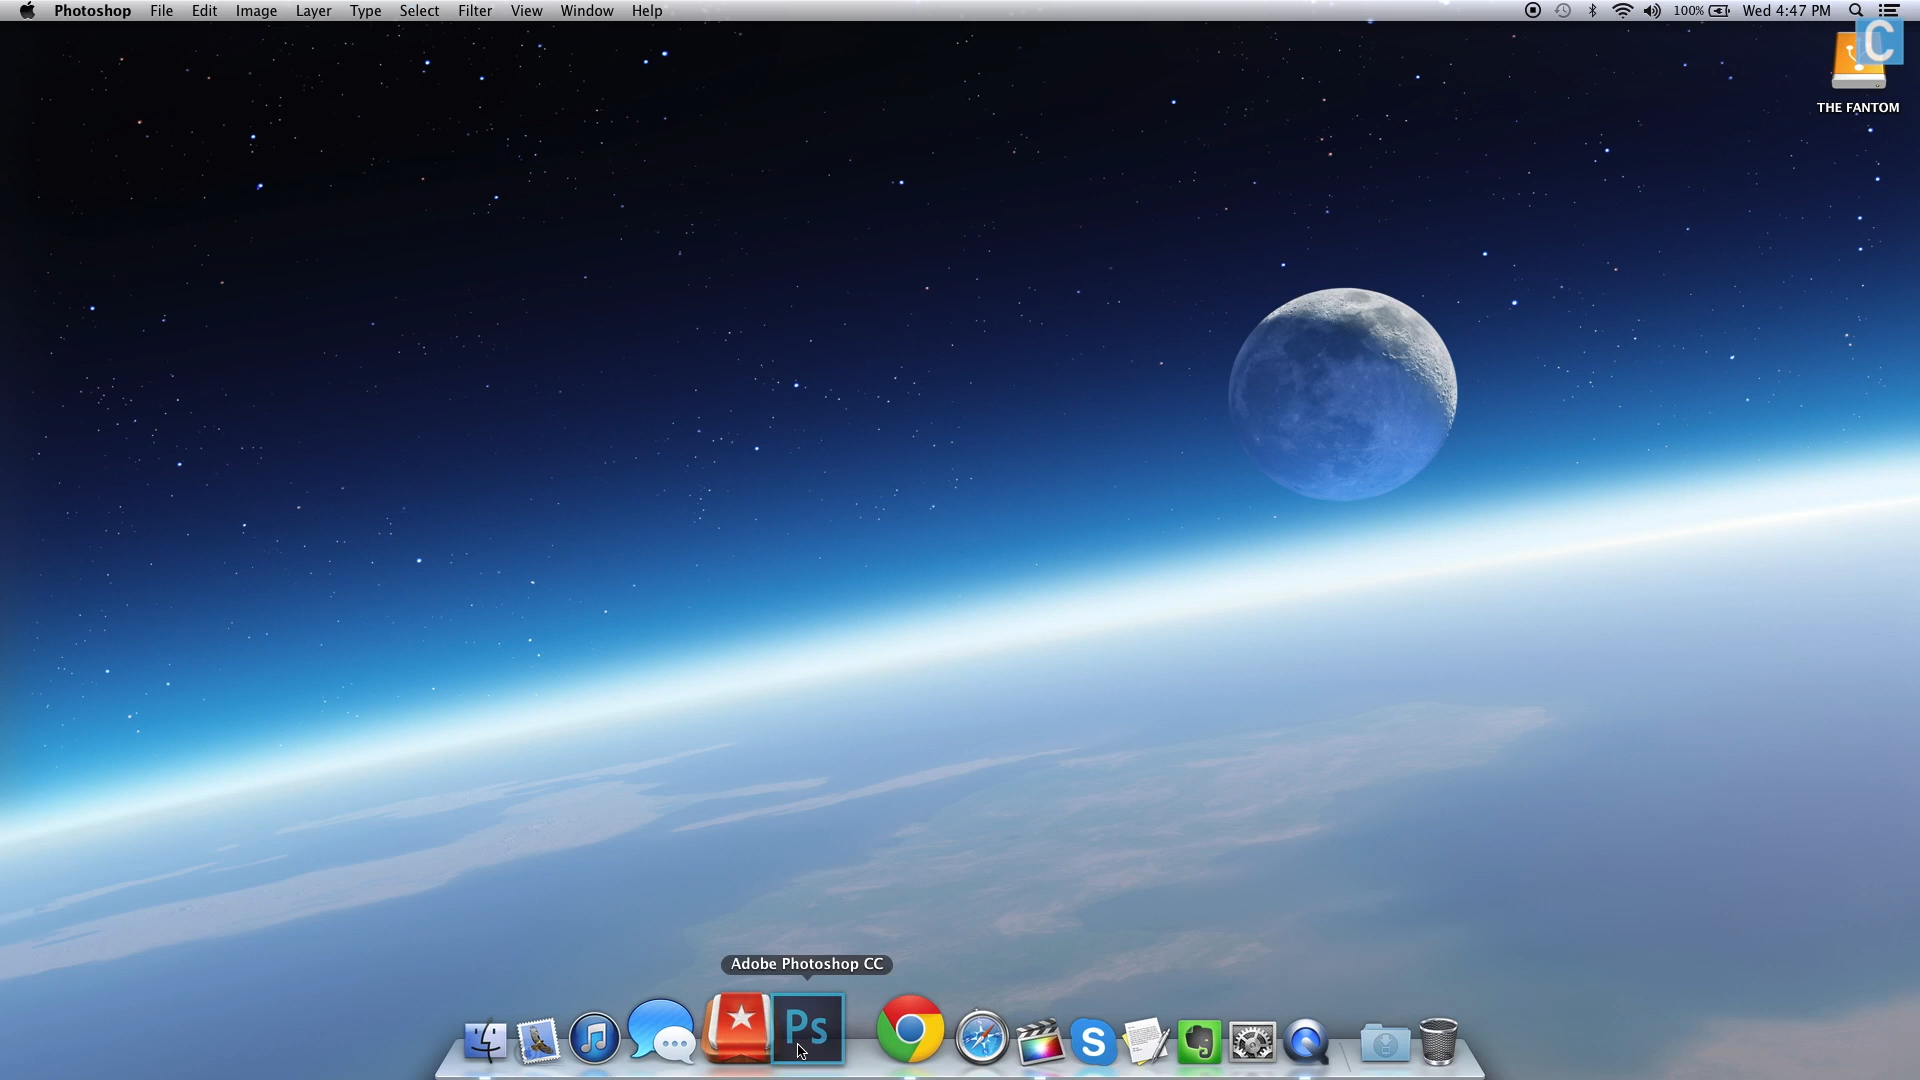 Photoshop File Edit Image Layer Type Select Filter View Window Help 100% Wed 4:47 PM
C
THE FANTOM
Adobe Photoshop CC
Ps
S